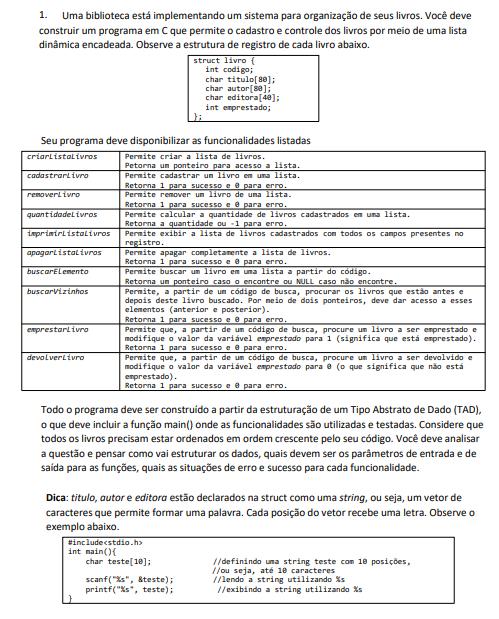 1. Uma biblioteca está implementando um sistema para organização de seus livros. Você deve
construir um programa em C que permite o cadastro e controle dos livros por meio de uma lista
dinâmica encadeada. Observe a estrutura de registro de cada livro abaixo.
struct livro {
int codigo;
char titulo[80];
char autor[80];
char editora[40];
int emprestado;
};
Seu programa deve disponibilizar as funcionalidades listadas
criarListaLivros Permite criar a lista de livros.
Retorna um ponteiro para acesso a lista.
cadastrarLivro Permite cadastrar um livro em uma lista.
Retorna 1 para sucesso e 0 para erro.
removerLivro Permite remover um livro de uma lista.
Retorna 1 para sucesso e 0 para erro.
quantidadeLivros Permite calcular a quantidade de livros cadastrados em uma lista.
Retorna a quantidade ou -1 para erro.
imprimirListaLivros Permite exibir a lista de livros cadastrados com todos os campos presentes no
registro.
apagarListaLivros Permite apagar completamente a lista de livros.
Retorna 1 para sucesso e 0 para erro.
buscarElemento Permite buscar um livro em uma lista a partir do código.
Retorna um ponteiro caso o encontre ou NULL caso não encontre.
buscarVizinhos Permite, a partir de um código de busca, procurar os livros que estão antes e
depois deste livro buscado. Por meio de dois ponteiros, deve dar acesso a esses
elementos (anterior e posterior).
Retorna 1 para sucesso e 0 para erro.
emprestarLivro Permite que, a partir de um código de busca, procure um livro a ser emprestado e
modifique o valor da variável emprestado para 1 (significa que está emprestado).
Retorna 1 para sucesso e 0 para erro.
devolverLivro Permite que, a partir de um código de busca, procure um livro a ser devolvido e
modifique o valor da variável emprestado para 0 (o que significa que não está
emprestado).
Retorna 1 para sucesso e 0 para erro.
Todo o programa deve ser construído a partir da estruturação de um Tipo Abstrato de Dado (TAD),
o que deve incluir a função main() onde as funcionalidades são utilizadas e testadas. Considere que
todos os livros precisam estar ordenados em ordem crescente pelo seu código. Você deve analisar
a questão e pensar como vai estruturar os dados, quais devem ser os parâmetros de entrada e de
saída para as funções, quais as situações de erro e sucesso para cada funcionalidade.
Dica: titulo, autor e editora estão declarados na struct como uma string, ou seja, um vetor de
caracteres que permite formar uma palavra. Cada posição do vetor recebe uma letra. Observe o
exemplo abaixo.
#include<stdio.h>
int main(){
char teste[10]; //definindo uma string teste com 10 posições,
//ou seja, até 10 caracteres
scanf("%s", &teste); //lendo a string utilizando %s
printf("%s", teste); //exibindo a string utilizando %s
}